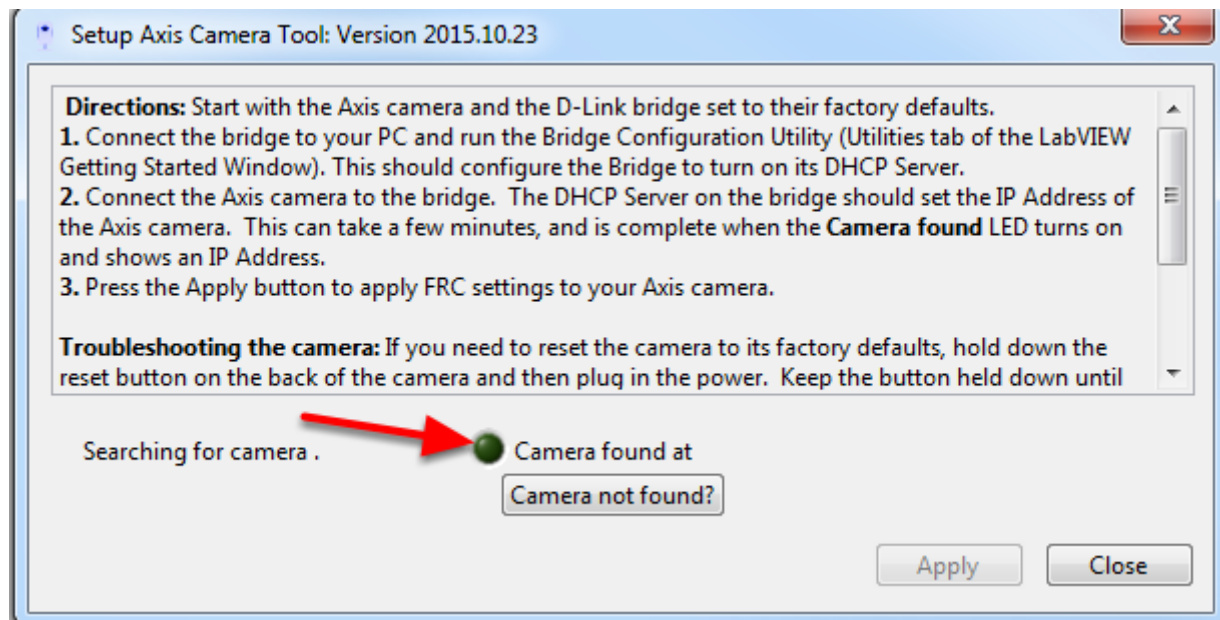 Setup Axis Camera Tool: Version 2015.10.23
Directions: Start with the Axis camera and the D-Link bridge set to their factory defaults.
1. Connect the bridge to your PC and run the Bridge Configuration Utility (Utilities tab of the LabVIEW
Getting Started Window). This should configure the Bridge to turn on its DHCP Server.
2. Connect the Axis camera to the bridge.  The DHCP Server on the bridge should set the IP Address of
the Axis camera.  This can take a few minutes, and is complete when the Camera found LED turns on
and shows an IP Address.
3. Press the Apply button to apply FRC settings to your Axis camera.
Troubleshooting the camera: If you need to reset the camera to its factory defaults, hold down the
reset button on the back of the camera and then plug in the power.  Keep the button held down until
Searching for camera .
Camera found at
Camera not found?
Apply
Close